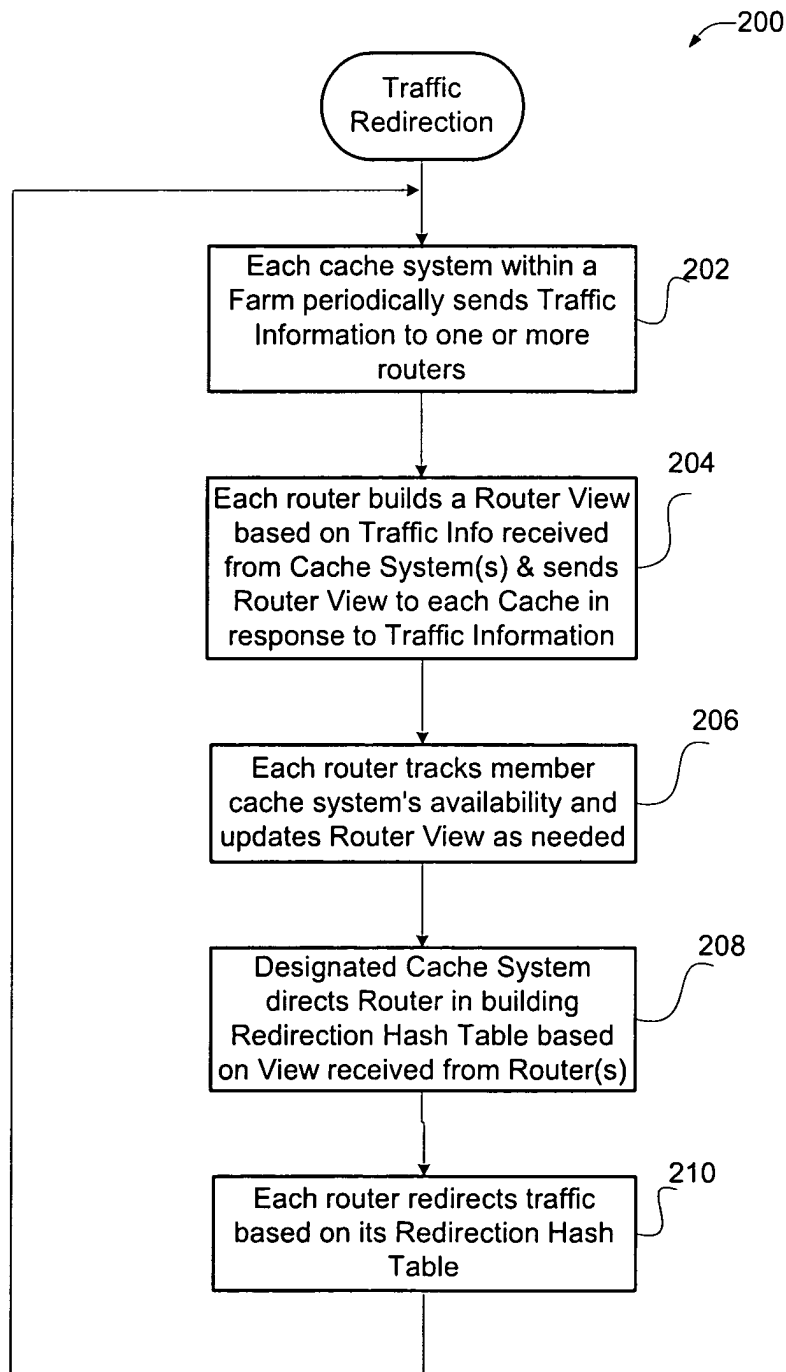 200
Traffic
Redirection
Each cache system within a
Farm periodically sends Traffic
Information to one or more
routers
202
Each router builds a Router View
based on Traffic Info received
from Cache System(s) & sends
Router View to each Cache in
response to Traffic Information
204
Each router tracks member
cache system's availability and
updates Router View as needed
206
Designated Cache System
directs Router in building
Redirection Hash Table based
on View received from Router(s)
208
Each router redirects traffic
based on its Redirection Hash
Table
210